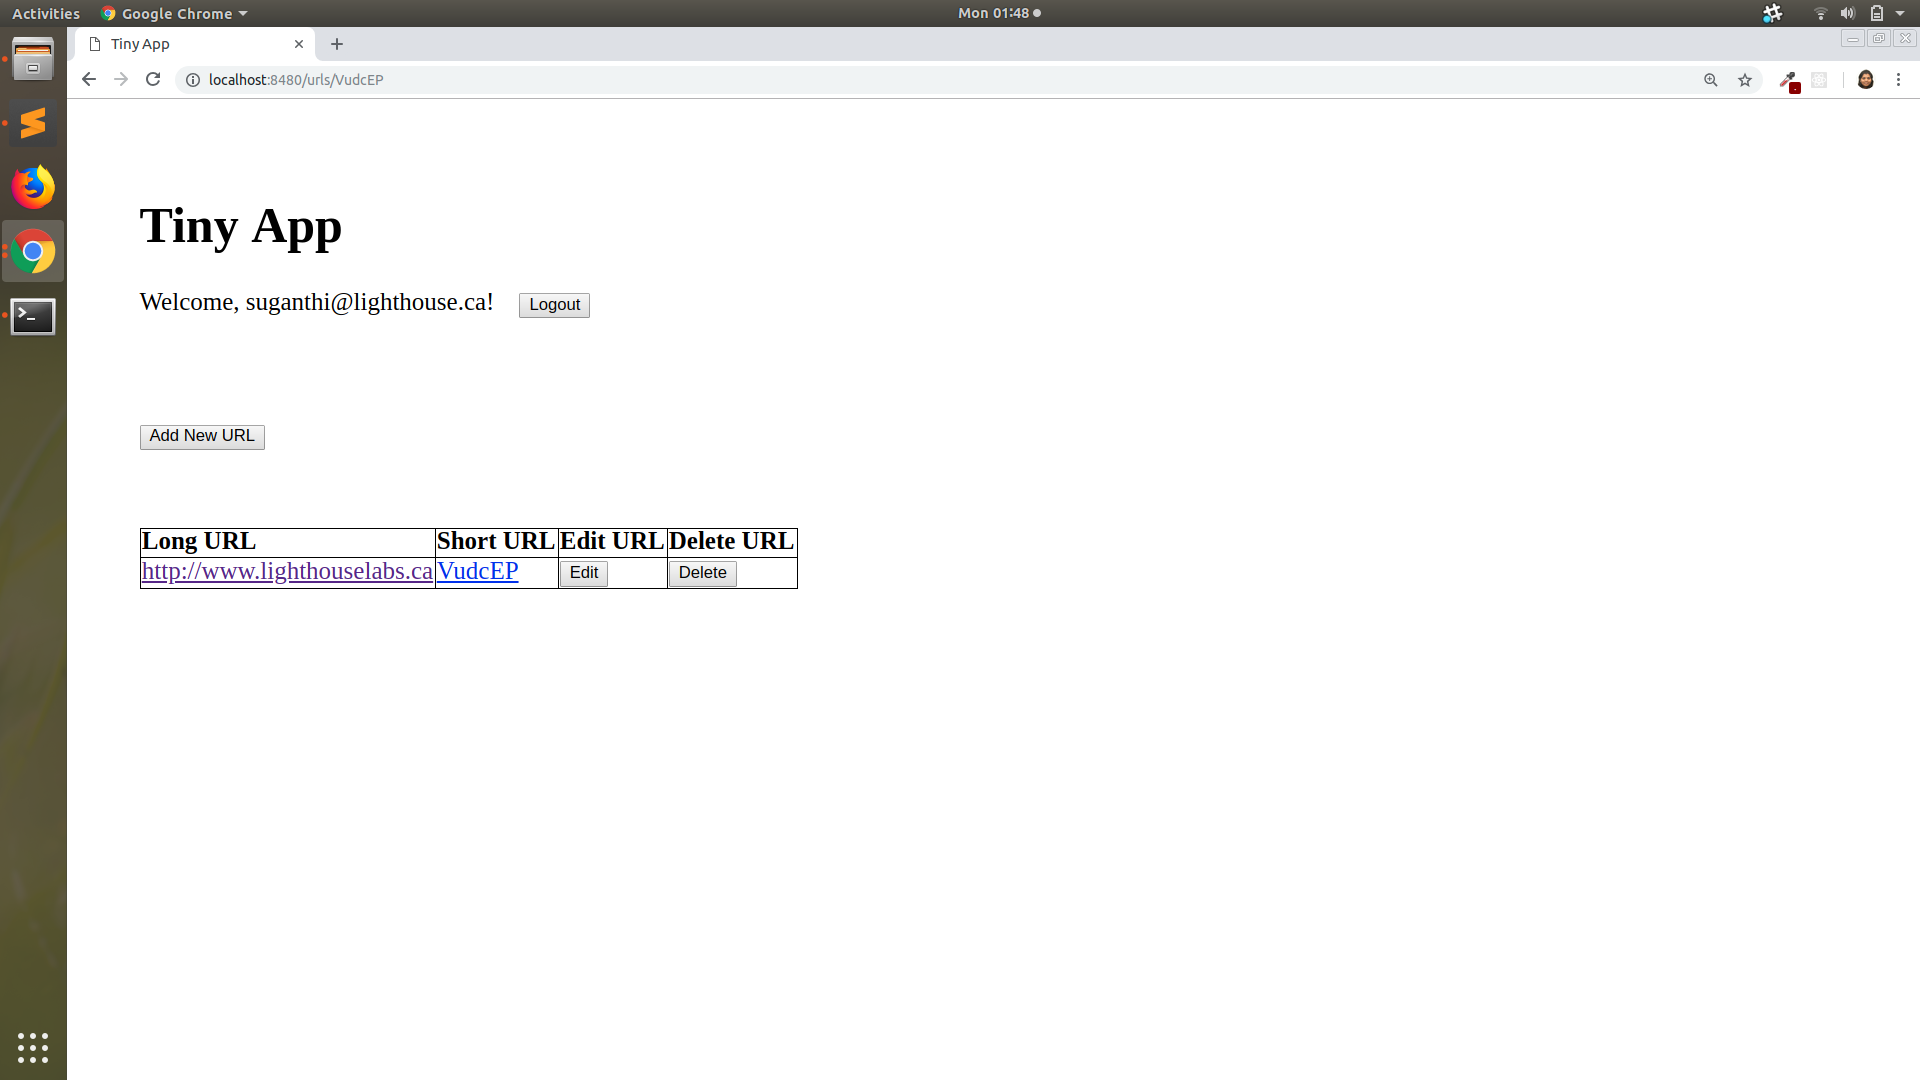 Activities Google Chrome Mon 01:48
Tiny App
localhost:8480/urls/VudcEP
Tiny App
Welcome, suganthi@lighthouse.ca! Logout
Add New URL
Long URL Short URL Edit URL Delete URL
http://www.lighthouselabs.ca VudcEP Edit Delete